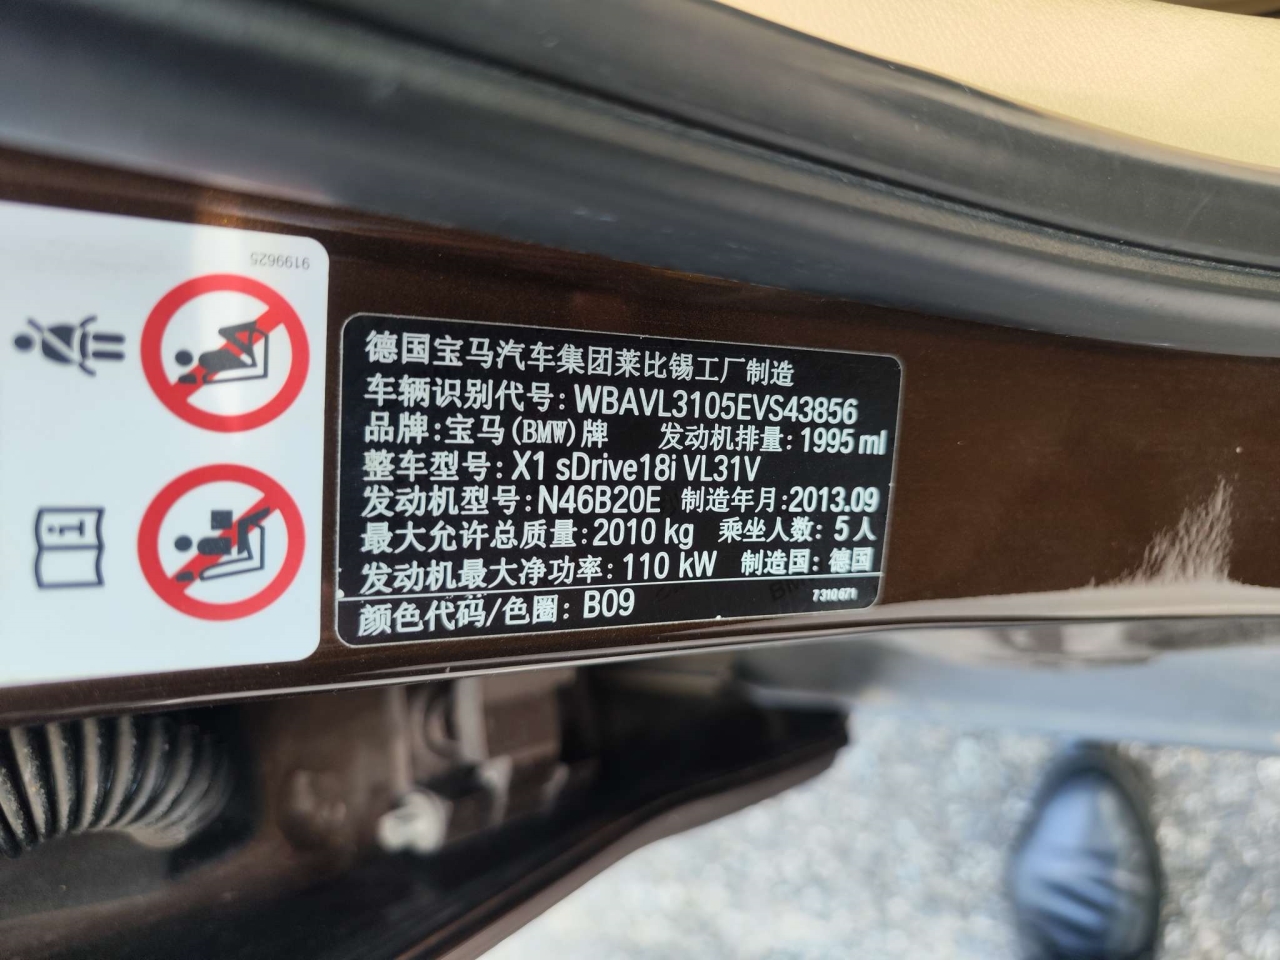 9199625
德国宝马汽车集团莱比锡工厂制造
车辆识别代号: WBAVL3105EVS43856
品牌: 宝马(BMW)牌 发动机排量: 1995 ml
整车型号: X1 sDrive18i VL31V
发动机型号: N46B20E 制造年月: 2013.09
最大允许总质量: 2010 kg 乘坐人数: 5 人
发动机最大净功率: 110 kW 制造国: 德国
颜色代码/色圈: B09
7310671